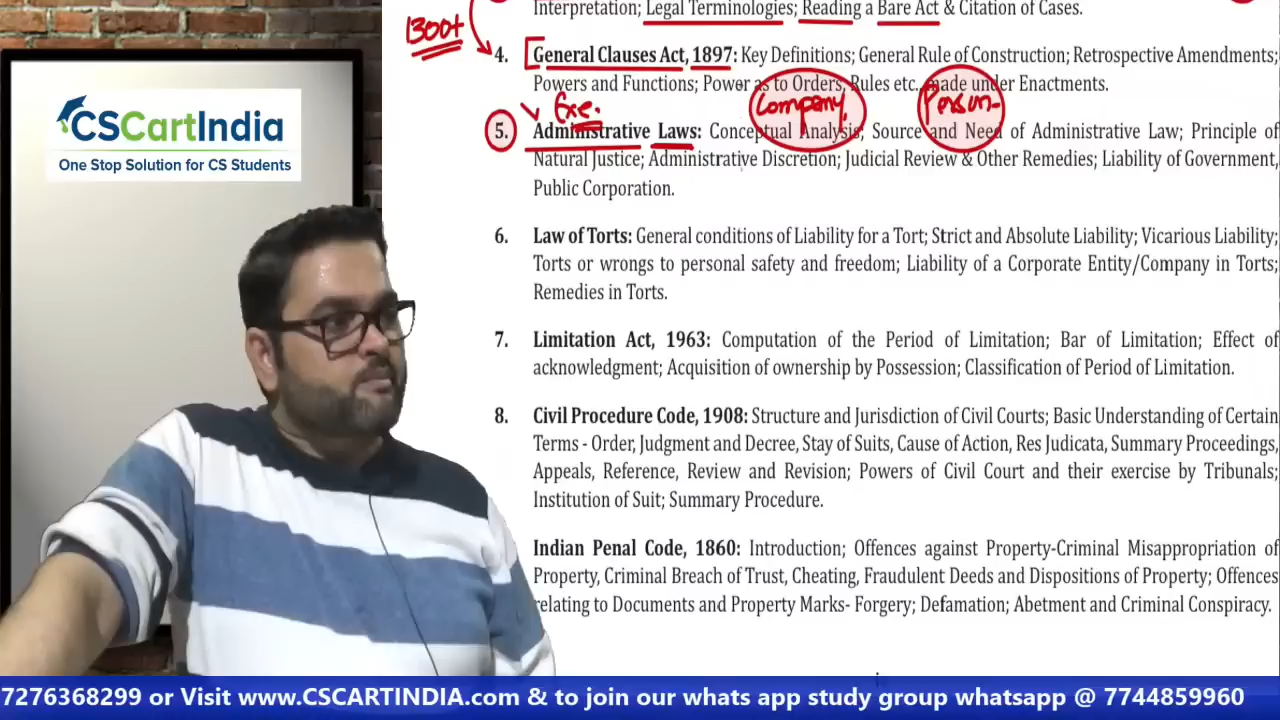 Interpretation; Legal Terminologies; Reading a Bare Act & Citation of Cases.
1300+
4. General Clauses Act, 1897: Key Definitions; General Rule of Construction; Retrospective Amendments;
Powers and Functions; Power as to Orders, Rules etc., made under Enactments.
Exe.
Company
Person
5. Administrative Laws: Conceptual Analysis; Source and Need of Administrative Law; Principle of
Natural Justice; Administrative Discretion; Judicial Review & Other Remedies; Liability of Government,
Public Corporation.
6. Law of Torts: General conditions of Liability for a Tort; Strict and Absolute Liability; Vicarious Liability;
Torts or wrongs to personal safety and freedom; Liability of a Corporate Entity/Company in Torts;
Remedies in Torts.
7. Limitation Act, 1963: Computation of the Period of Limitation; Bar of Limitation; Effect of
acknowledgment; Acquisition of ownership by Possession; Classification of Period of Limitation.
8. Civil Procedure Code, 1908: Structure and Jurisdiction of Civil Courts; Basic Understanding of Certain
Terms - Order, Judgment and Decree, Stay of Suits, Cause of Action, Res Judicata, Summary Proceedings,
Appeals, Reference, Review and Revision; Powers of Civil Court and their exercise by Tribunals;
Institution of Suit; Summary Procedure.
Indian Penal Code, 1860: Introduction; Offences against Property-Criminal Misappropriation of
Property, Criminal Breach of Trust, Cheating, Fraudulent Deeds and Dispositions of Property; Offences
relating to Documents and Property Marks- Forgery; Defamation; Abetment and Criminal Conspiracy.
CSCartIndia
One Stop Solution for CS Students
7276368299 or Visit www.CSCARTINDIA.com & to join our whats app study group whatsapp @ 7744859960